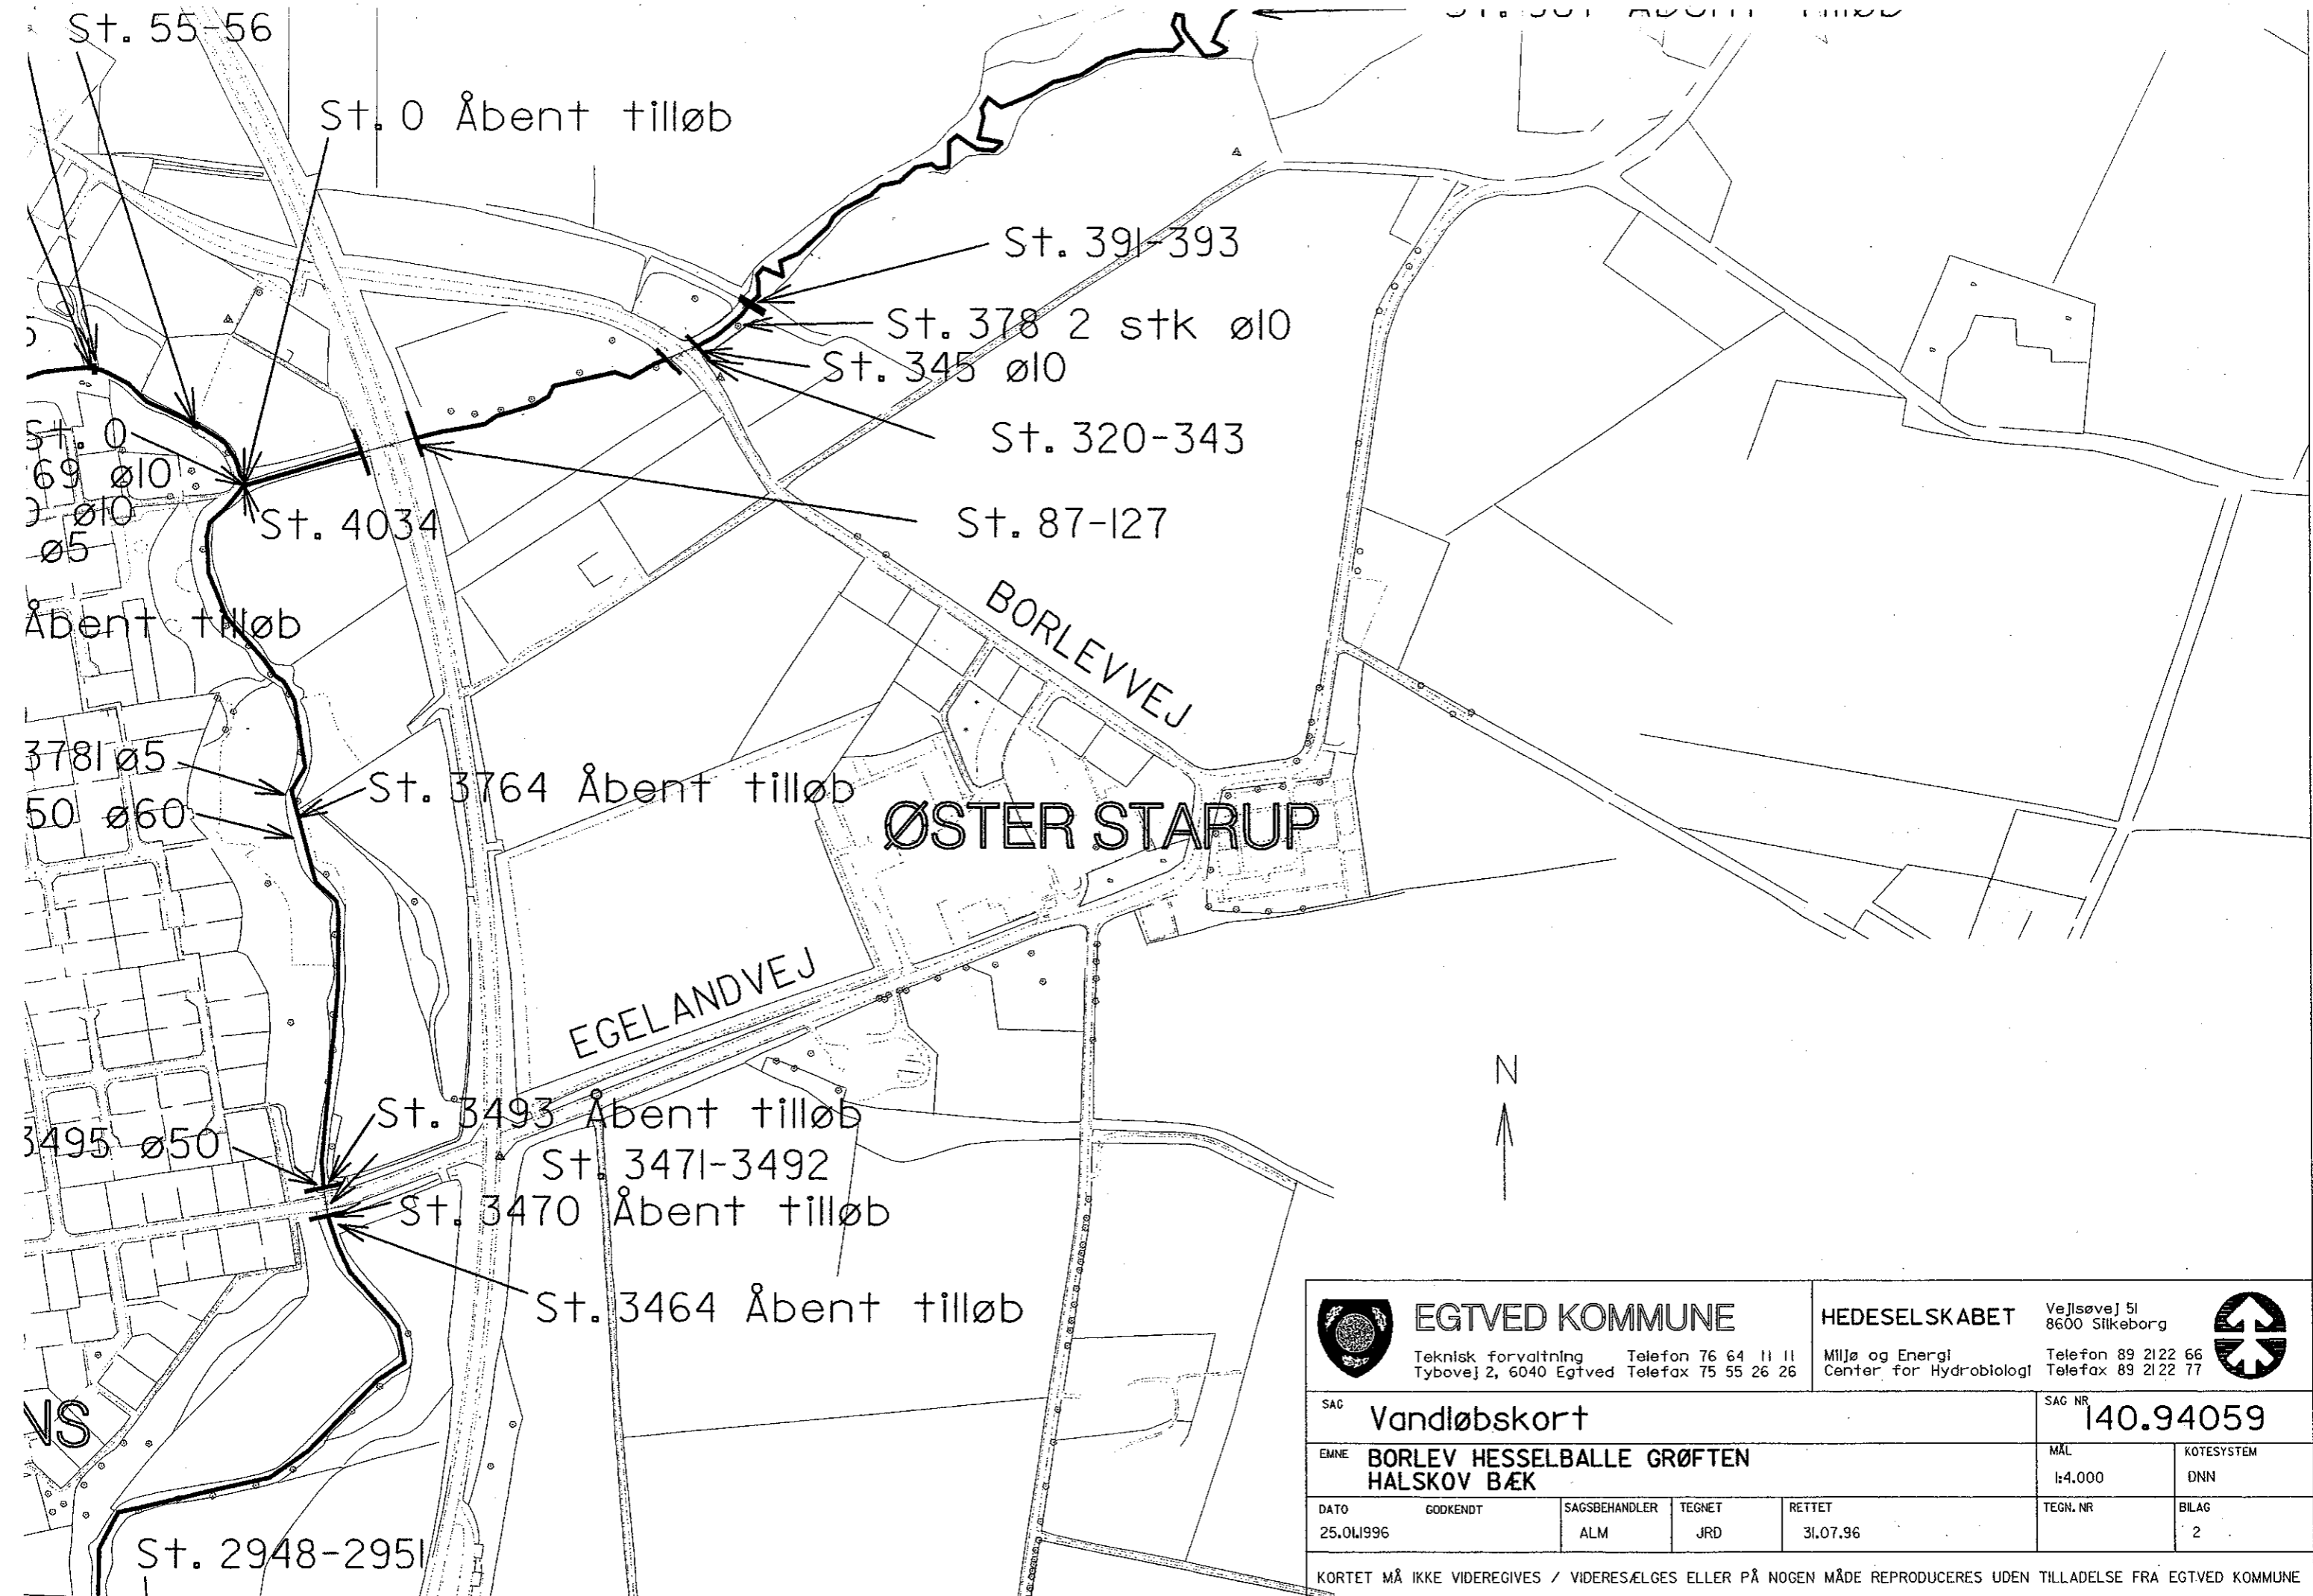 St. 55-56
St. 0 Åbent tilløb
St. 391-393
St. 378 2 stk ø10
St. 345 ø10
St. 320-343
St. 0
69 ø10
ø10
ø5
St. 4034
St. 87-127
Åbent tilløb
BORLEVVEJ
3781 ø5
St. 3764 Åbent tilløb
50 ø60
ØSTER STARUP
EGELANDVEJ
N
St. 3493 Åbent tilløb
3495 ø50
St. 3471-3492
St. 3470 Åbent tilløb
St. 3464 Åbent tilløb
NS
St. 2948-2951
EGTVED KOMMUNE
Teknisk forvaltning Telefon 76 64 11 11
Tybovej 2, 6040 Egtved Telefax 75 55 26 26
HEDESELSKABET
Vejlsøvej 51
8600 Silkeborg
Miljø og Energi Telefon 89 2122 66
Center for Hydrobiologi Telefax 89 2122 77
SAG Vandløbskort
SAG NR 140.94059
EMNE BORLEV HESSELBALLE GRØFTEN
HALSKOV BÆK
MÅL
1:4.000
KOTESYSTEM
DNN
DATO GODKENDT SAGSBEHANDLER TEGNET RETTET TEGN. NR BILAG
25.01.1996 ALM JRD 31.07.96 2
KORTET MÅ IKKE VIDEREGIVES / VIDERESÆLGES ELLER PÅ NOGEN MÅDE REPRODUCERES UDEN TILLADELSE FRA EGTVED KOMMUNE